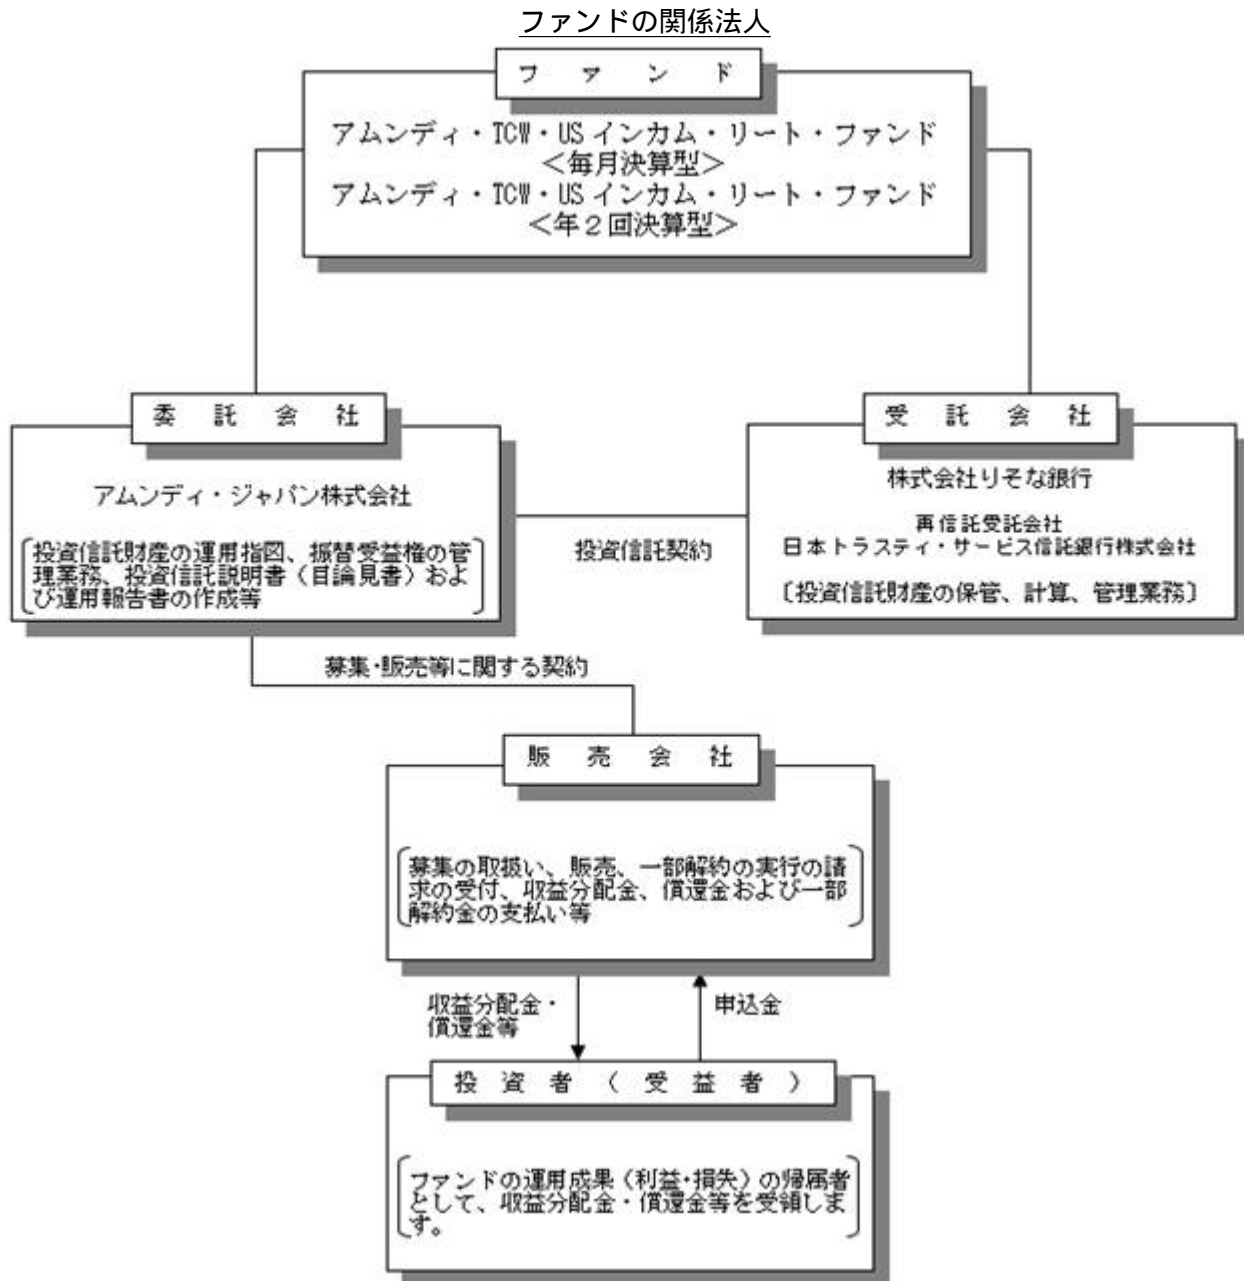 ファンドの関係法人
ファンド
アムンディ・TCW・USインカム・リート・ファンド
＜毎月決算型＞
アムンディ・TCW・USインカム・リート・ファンド
＜年２回決算型＞
委託会社
アムンディ・ジャパン株式会社
投資信託財産の運用指図、振替受益権の管
理業務、投資信託説明書（目論見書）およ
び運用報告書の作成等
投資信託契約
受託会社
株式会社りそな銀行
再信託受託会社
日本トラスティ・サービス信託銀行株式会社
〔投資信託財産の保管、計算、管理業務〕
募集・販売等に関する契約
販売会社
募集の取扱い、販売、一部解約の実行の請
求の受付、収益分配金、償還金および一部
解約金の支払い等
収益分配金・
償還金等
申込金
投資者（受益者）
ファンドの運用成果（利益・損失）の帰属者
として、収益分配金・償還金等を受領しま
す。